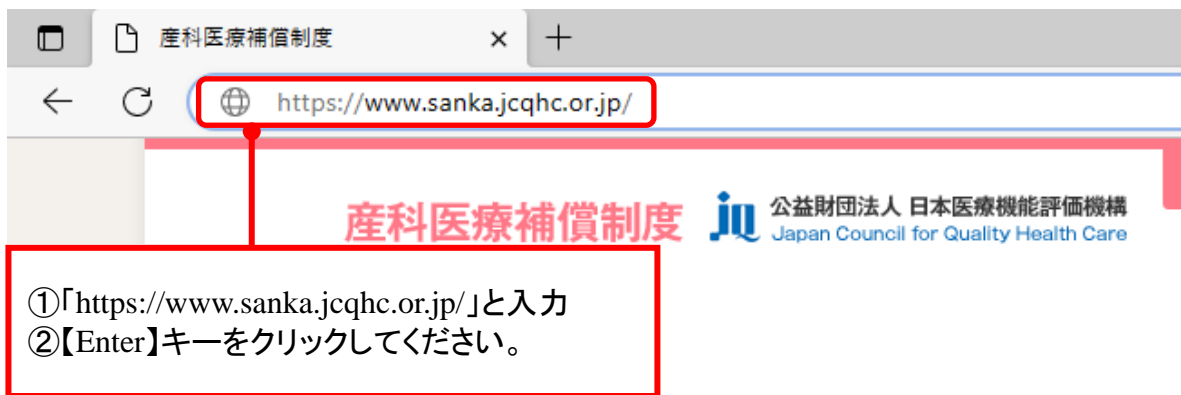 産科医療補償制度
https://www.sanka.jcqhc.or.jp/
産科医療補償制度
jq 公益財団法人 日本医療機能評価機構
Japan Council for Quality Health Care
①「https://www.sanka.jcqhc.or.jp/」と入力
②【Enter】キーをクリックしてください。